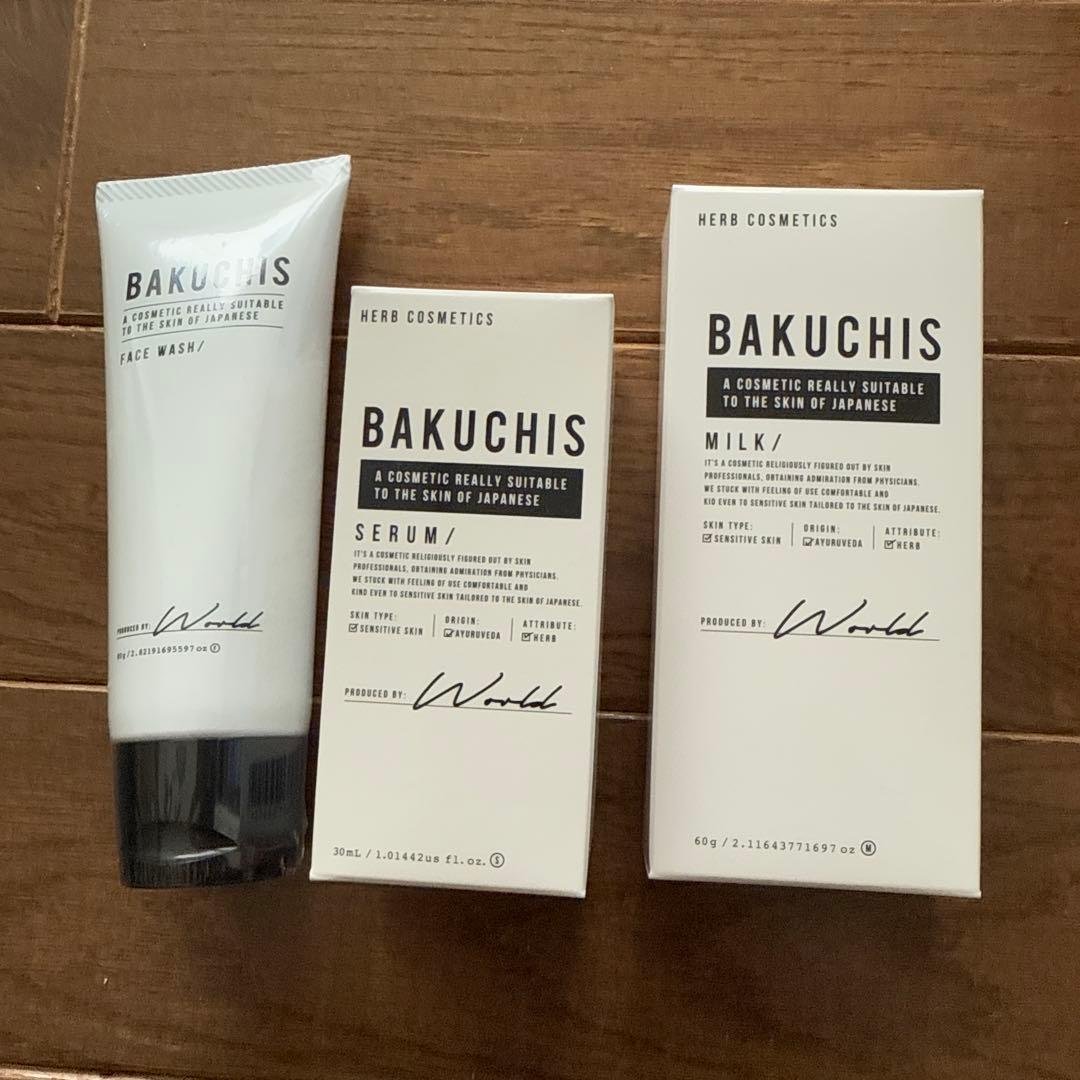 BAKUCHIS
A COSMETIC REALLY SUITABLE
TO THE SKIN OF JAPANESE
FACE WASH/
PRODUCED BY: World
80g/2.82191695597oz F
HERB COSMETICS
BAKUCHIS
A COSMETIC REALLY SUITABLE
TO THE SKIN OF JAPANESE
SERUM/
IT'S A COSMETIC RELIGIOUSLY FIGURED OUT BY SKIN
PROFESSIONALS, OBTAINING ADMIRATION FROM PHYSICIANS.
WE STUCK WITH FEELING OF USE COMFORTABLE AND
KIND EVEN TO SENSITIVE SKIN TAILORED TO THE SKIN OF JAPANESE.
SKIN TYPE: ORIGIN: ATTRIBUTE:
☑SENSITIVE SKIN ☑AYURUVEDA ☑HERB
PRODUCED BY: World
30mL / 1.01442us fl.oz. S
HERB COSMETICS
BAKUCHIS
A COSMETIC REALLY SUITABLE
TO THE SKIN OF JAPANESE
MILK/
IT'S A COSMETIC RELIGIOUSLY FIGURED OUT BY SKIN
PROFESSIONALS, OBTAINING ADMIRATION FROM PHYSICIANS.
WE STUCK WITH FEELING OF USE COMFORTABLE AND
KID EVEN TO SENSITIVE SKIN TAILORED TO THE SKIN OF JAPANESE.
SKIN TYPE: ORIGIN: ATTRIBUTE:
☑SENSITIVE SKIN ☑AYURUVEDA ☑HERB
PRODUCED BY: World
60g / 2.11643771697 oz M